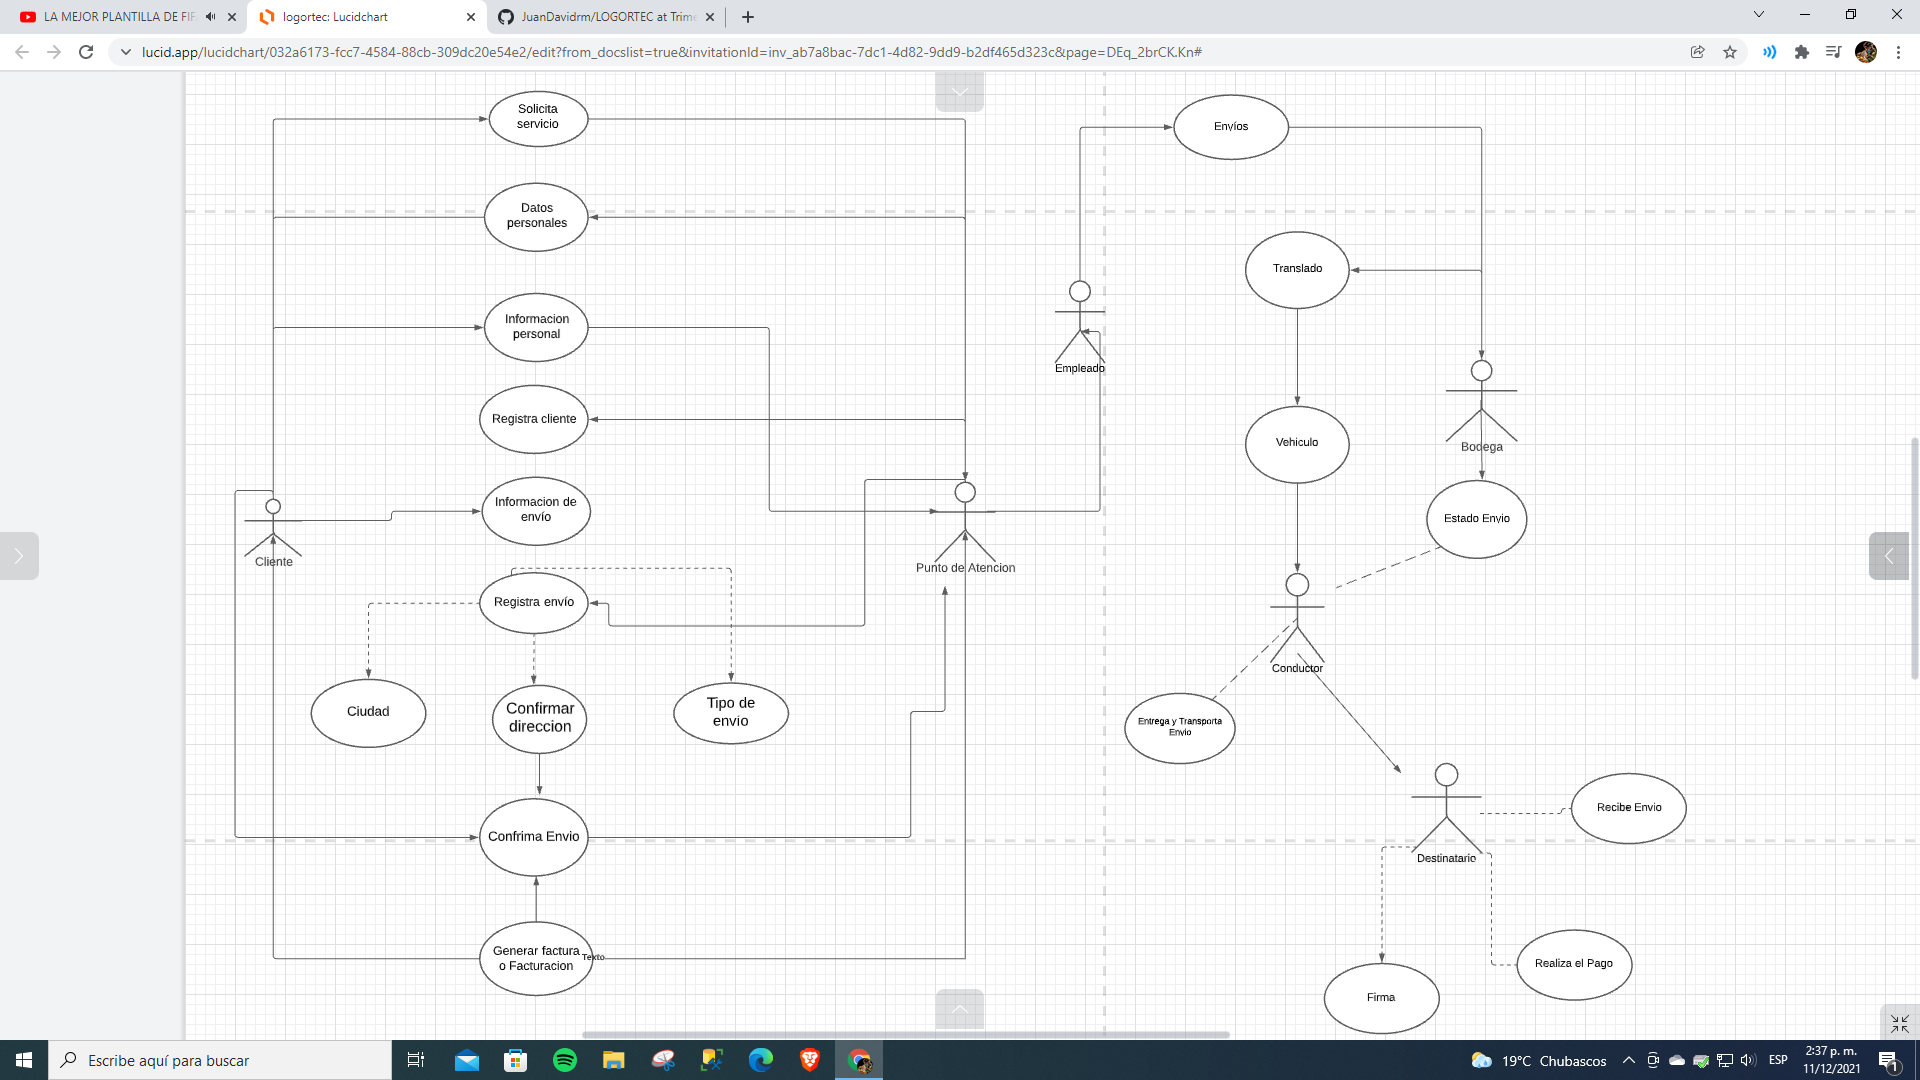 LA MEJOR PLANTILLA DE FIF
logortec: Lucidchart
JuanDavidrm/LOGORTEC at Trime
lucid.app/lucidchart/032a6173-fcc7-4584-88cb-309dc20e54e2/edit?from_docslist=true&invitationId=inv_ab7a8bac-7dc1-4d82-9dd9-b2df465d323c&page=DEq_2brCK.Kn#
Solicita
servicio
Envíos
Datos
personales
Translado
Informacion
personal
Empleado
Registra cliente
Vehiculo
Bodega
Informacion de
envío
Estado Envio
Cliente
Punto de Atencion
Registra envío
Conductor
Ciudad
Confirmar
direccion
Tipo de
envio
Entrega y Transporta
Envio
Recibe Envio
Confrima Envio
Destinatario
Generar factura
o Facturacion
Texto
Realiza el Pago
Firma
Escribe aquí para buscar
19°C Chubascos
ESP
2:37 p. m.
11/12/2021
1